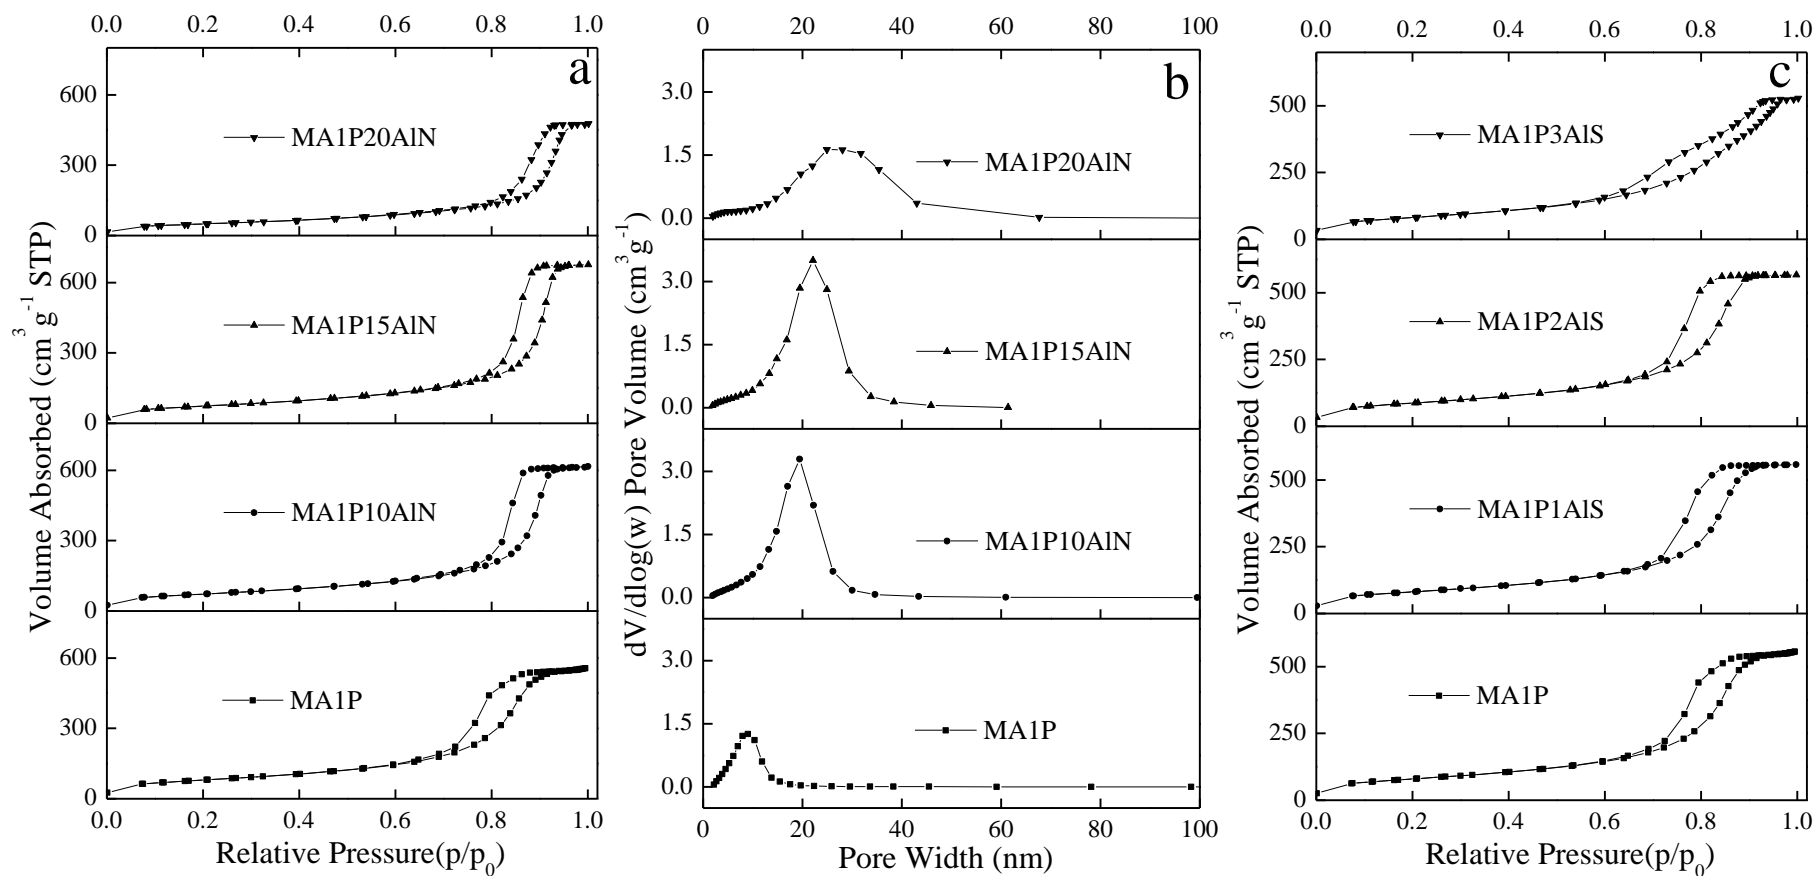 0.0 0.2 0.4 0.6 0.8 1.0
a
600
300
0
MA1P20AlN
600
300
0
MA1P15AlN
600
300
0
MA1P10AlN
600
300
0
MA1P
0.0 0.2 0.4 0.6 0.8 1.0
Relative Pressure(p/p0)
Volume Absorbed (cm3 g-1 STP)
0 20 40 60 80 100
b
3.0
1.5
0.0
MA1P20AlN
3.0
1.5
0.0
MA1P15AlN
3.0
1.5
0.0
MA1P10AlN
3.0
1.5
0.0
MA1P
0 20 40 60 80 100
Pore Width (nm)
dV/dlog(w) Pore Volume (cm3g-1)
0.0 0.2 0.4 0.6 0.8 1.0
c
500
250
0
MA1P3AlS
500
250
0
MA1P2AlS
500
250
0
MA1P1AlS
500
250
0
MA1P
0.0 0.2 0.4 0.6 0.8 1.0
Relative Pressure(p/p0)
Volume Absorbed (cm3 g-1 STP)